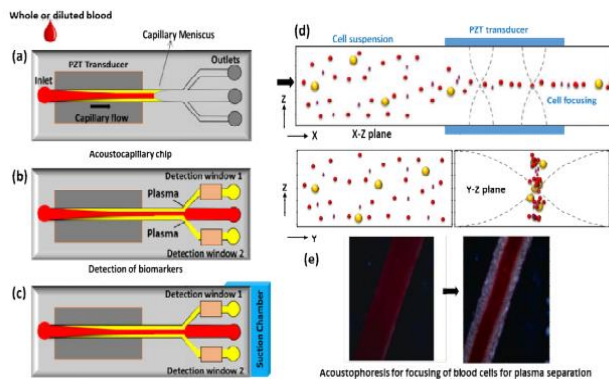 Whole or diluted blood
(a)
Capillary Meniscus
PZT Transducer
Outlets
Inlet
Capillary flow
Acoustocapillary chip
(b)
Detection window 1
Plasma
Plasma
Detection window 2
Detection of biomarkers
(c)
Detection window 1
Suction Chamber
Detection window 2
(d)
Cell suspension
PZT transducer
Z
X
X-Z plane
Cell focusing
Z
Y
Y-Z plane
(e)
Acoustophoresis for focusing of blood cells for plasma separation